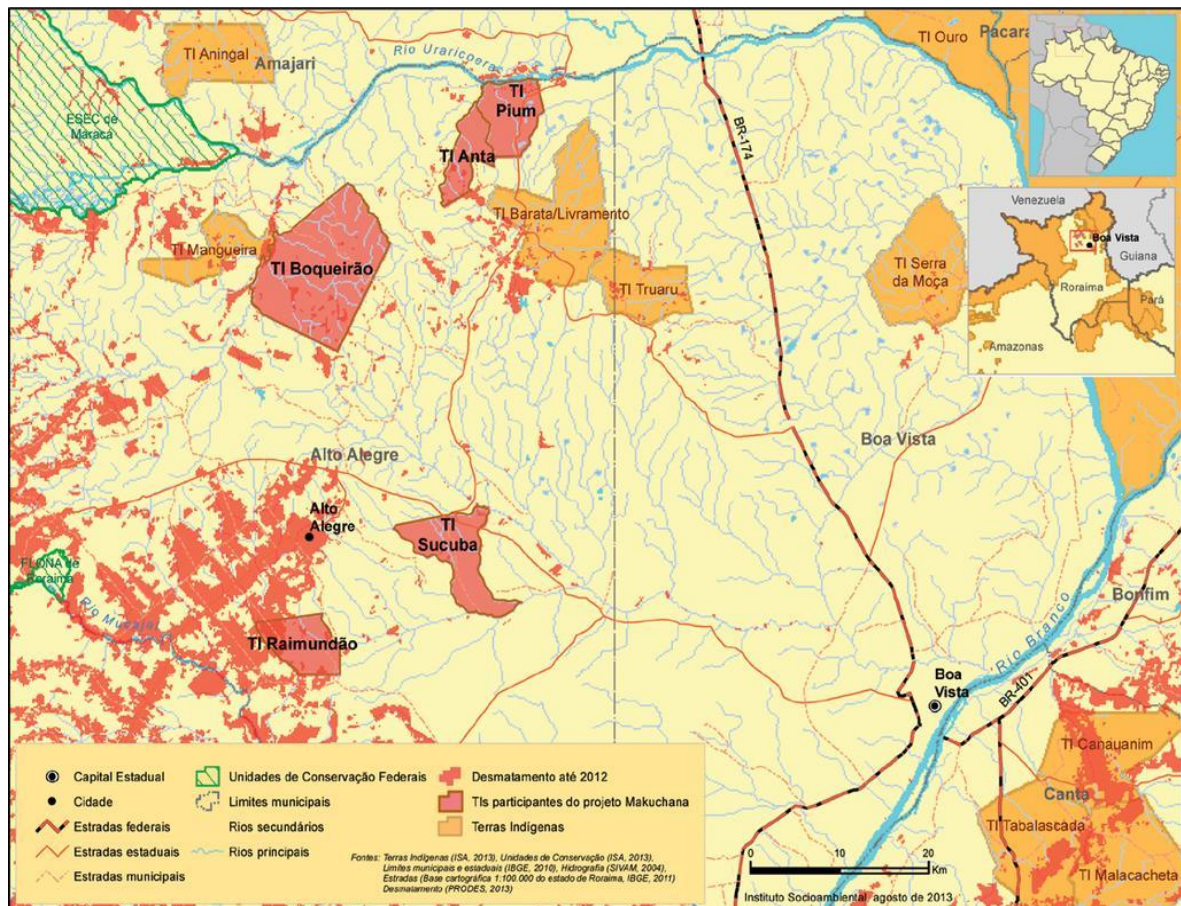 TI Aningal
Amajari
Rio Uraricoera
TI Ouro
ESEC de
Maracá
TI
Pium
TI Anta
BR-174
Venezuela
Boa Vista
Guiana
Roraima
Pará
Amazonas
TI Barata/Livramento
TI Mangueira
TI Boqueirão
TI Truaru
TI Serra
da Moça
Boa Vista
Alto Alegre
Alto
Alegre
TI
Sucuba
FLONA de
Roraima
Rio
TI Raimundão
Bonfim
Rio Branco
BR-401
Boa
Vista
TI Canauanim
Canta
TI Tabalascada
TI Malacacheta
Capital Estadual
Cidade
Estradas federais
Estradas estaduais
Estradas municipais
Unidades de Conservação Federais
Limites municipais
Rios secundários
Rios principais
Desmatamento até 2012
TIs participantes do projeto Makuchana
Terras Indígenas
Fontes: Terras Indígenas (ISA, 2013), Unidades de Conservação (ISA, 2013),
Limites municipais e estaduais (IBGE, 2010), Hidrografia (SIVAM, 2004),
Estradas (Base cartográfica 1:100.000 do estado de Roraima, IBGE, 2011)
Desmatamento (PRODES, 2013)
0 10 20
Km
Instituto Socioambiental agosto de 2013